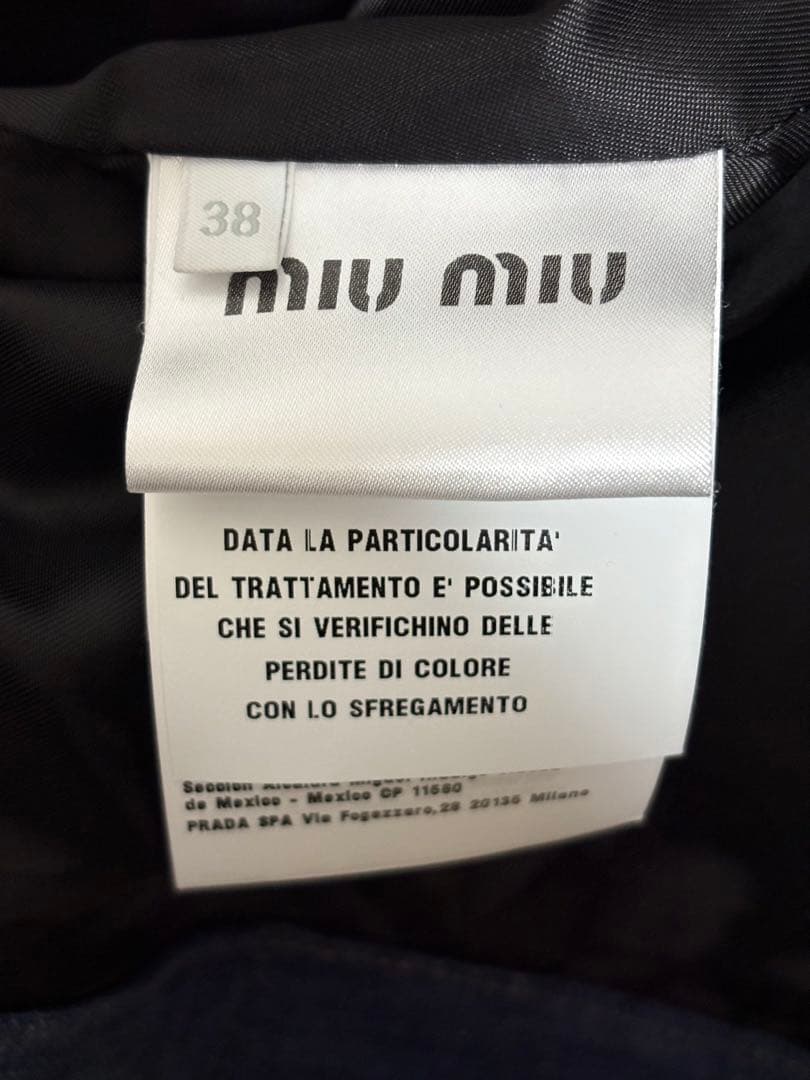 38
miu miu
DATA LA PARTICOLARITA'
DEL TRATTAMENTO E' POSSIBILE
CHE SI VERIFICHINO DELLE
PERDITE DI COLORE
CON LO SFREGAMENTO
Seccion
de Mexico - Mexico CP 11560
PRADA SPA Via Fogazzaro,28 20135 Milano